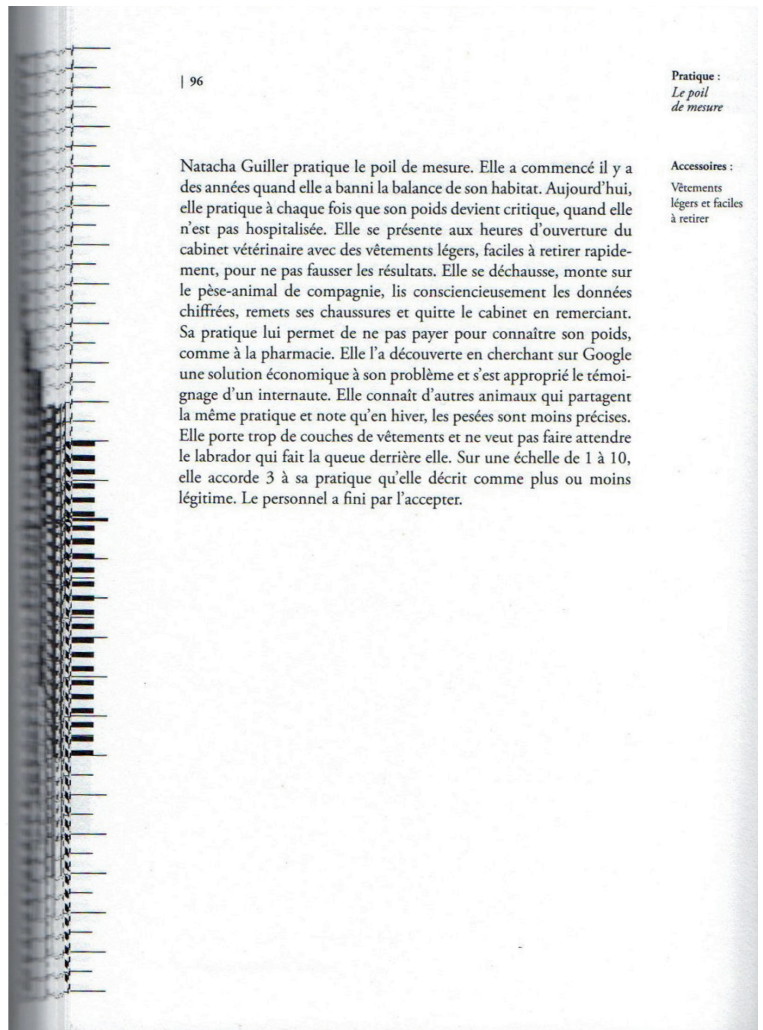 | 96
Pratique :
Le poil
de mesure
Natacha Guiller pratique le poil de mesure. Elle a commencé il y a
des années quand elle a banni la balance de son habitat. Aujourd’hui,
elle pratique à chaque fois que son poids devient critique, quand elle
n’est pas hospitalisée. Elle se présente aux heures d’ouverture du
cabinet vétérinaire avec des vêtements légers, faciles à retirer rapide-
ment, pour ne pas fausser les résultats. Elle se déchausse, monte sur
le pèse-animal de compagnie, lis consciencieusement les données
chiffrées, remets ses chaussures et quitte le cabinet en remerciant.
Sa pratique lui permet de ne pas payer pour connaître son poids,
comme à la pharmacie. Elle l’a découverte en cherchant sur Google
une solution économique à son problème et s’est approprié le témoi-
gnage d’un internaute. Elle connaît d’autres animaux qui partagent
la même pratique et note qu’en hiver, les pesées sont moins précises.
Elle porte trop de couches de vêtements et ne veut pas faire attendre
le labrador qui fait la queue derrière elle. Sur une échelle de 1 à 10,
elle accorde 3 à sa pratique qu’elle décrit comme plus ou moins
légitime. Le personnel a fini par l’accepter.
Accessoires :
Vêtements
légers et faciles
à retirer